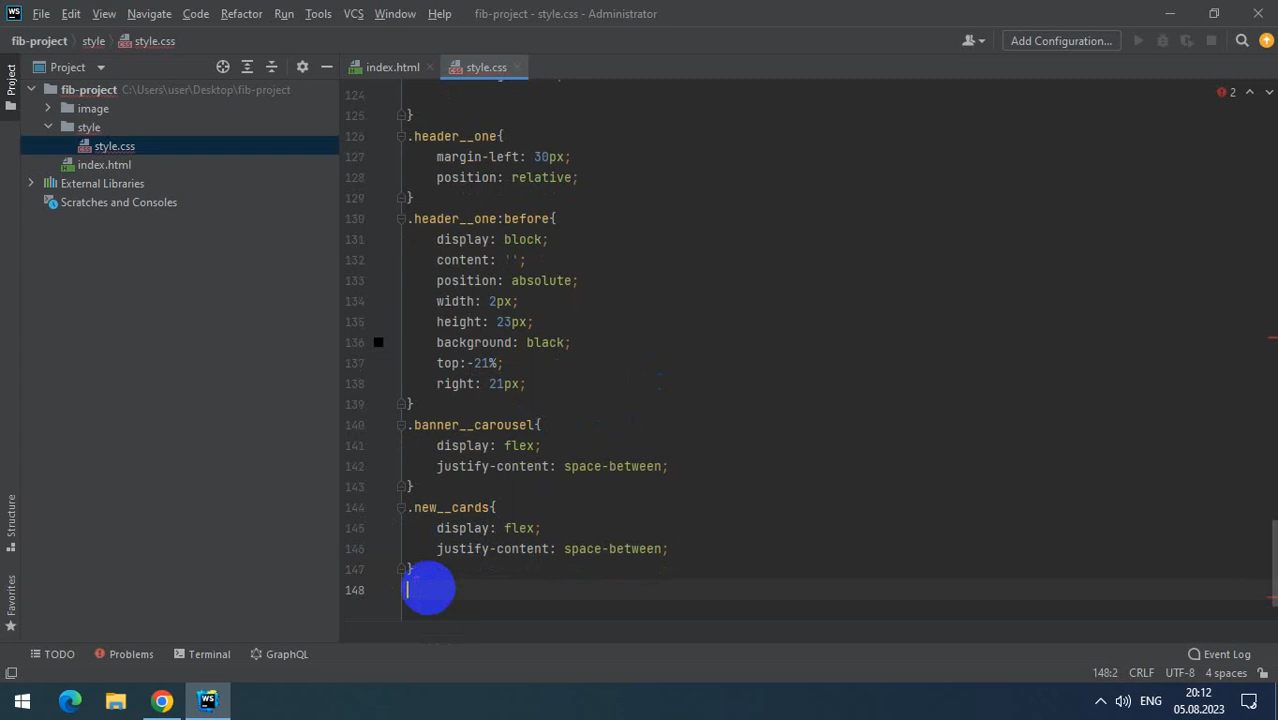 WS File Edit View Navigate Code Refactor Run Tools VCS Window Help fib-project - style.css - Administrator
fib-project style style.css Add Configuration...
Project Project index.html style.css
fib-project C:\Users\user\Desktop\fib-project
image
style
style.css
index.html
External Libraries
Scratches and Consoles
2
124
125 }
126 .header__one{
127 margin-left: 30px;
128 position: relative;
129 }
130 .header__one:before{
131 display: block;
132 content: '';
133 position: absolute;
134 width: 2px;
135 height: 23px;
136 background: black;
137 top:-21%;
138 right: 21px;
139 }
140 .banner__carousel{
141 display: flex;
142 justify-content: space-between;
143 }
144 .new__cards{
145 display: flex;
146 justify-content: space-between;
147 }
148
Structure
Favorites
TODO Problems Terminal GraphQL Event Log
148:2 CRLF UTF-8 4 spaces
WS ENG 20:12
05.08.2023